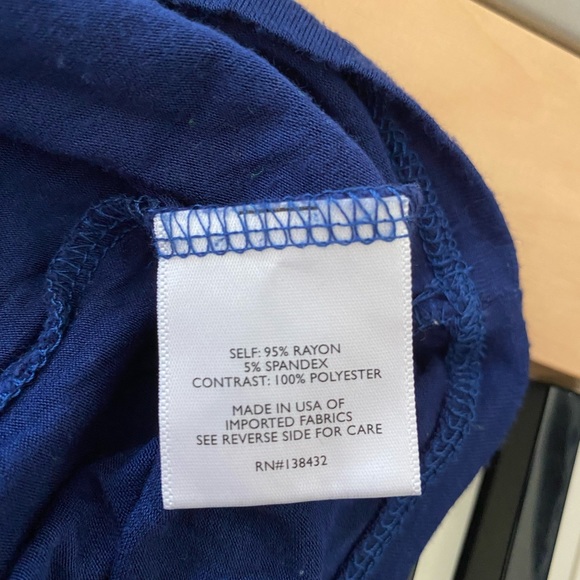 SELF: 95% RAYON
5% SPANDEX
CONTRAST: 100% POLYESTER
MADE IN USA OF
IMPORTED FABRICS
SEE REVERSE SIDE FOR CARE
RN#138432